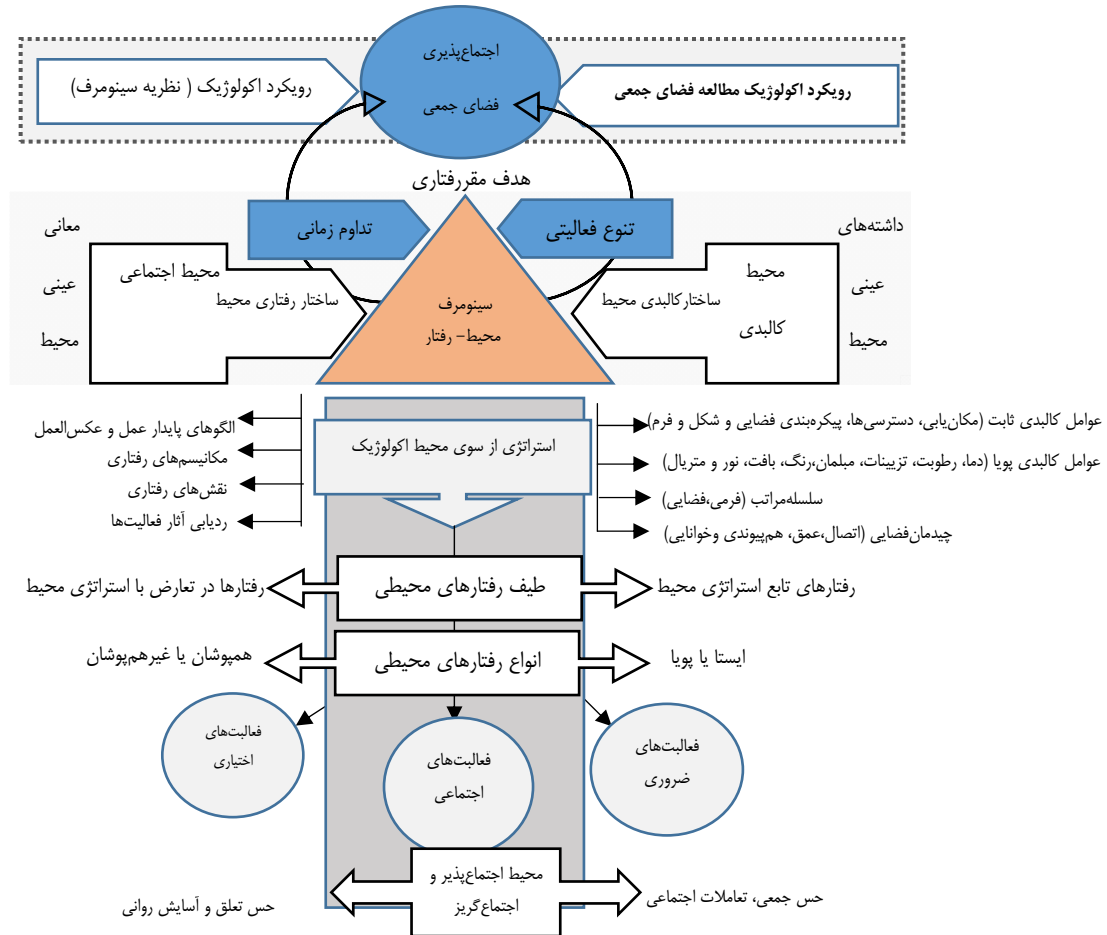 اجتماع‌پذیری
فضای جمعی
رویکرد اکولوژیک مطالعه فضای جمعی
رویکرد اکولوژیک ( نظریه سینومرف)
هدف مقررفتاری
تنوع فعالیتی
تداوم زمانی
داشته‌های
عینی
محیط
محیط
کالبدی
ساختارکالبدی محیط
سینومرف
محیط- رفتار
ساختار رفتاری محیط
محیط اجتماعی
معانی
عینی
محیط
عوامل کالبدی ثابت (مکان‌یابی، دسترسی‌ها، پیکره‌بندی فضایی و شکل و فرم)
عوامل کالبدی پویا (دما، رطوبت، تزیینات، مبلمان،رنگ، بافت، نور و متریال)
سلسله‌مراتب (فرمی،فضایی)
چیدمان‌فضایی (اتصال،عمق، هم‌پیوندی وخوانایی)
استراتژی از سوی محیط اکولوژیک
الگوهای پایدار عمل و عکس‌العمل
مکانیسم‌های رفتاری
نقش‌های رفتاری
ردیابی آثار فعالیت‌ها
رفتارهای تابع استراتژی محیط
طیف رفتارهای محیطی
رفتارها در تعارض با استراتژی محیط
ایستا یا پویا
انواع رفتارهای محیطی
همپوشان یا غیرهم‌پوشان
فعالیت‌های
ضروری
فعالیت‌های
اجتماعی
فعالیت‌های
اختیاری
حس جمعی، تعاملات اجتماعی
محیط اجتماع‌پذیر و
اجتماع‌گریز
حس تعلق و آسایش روانی